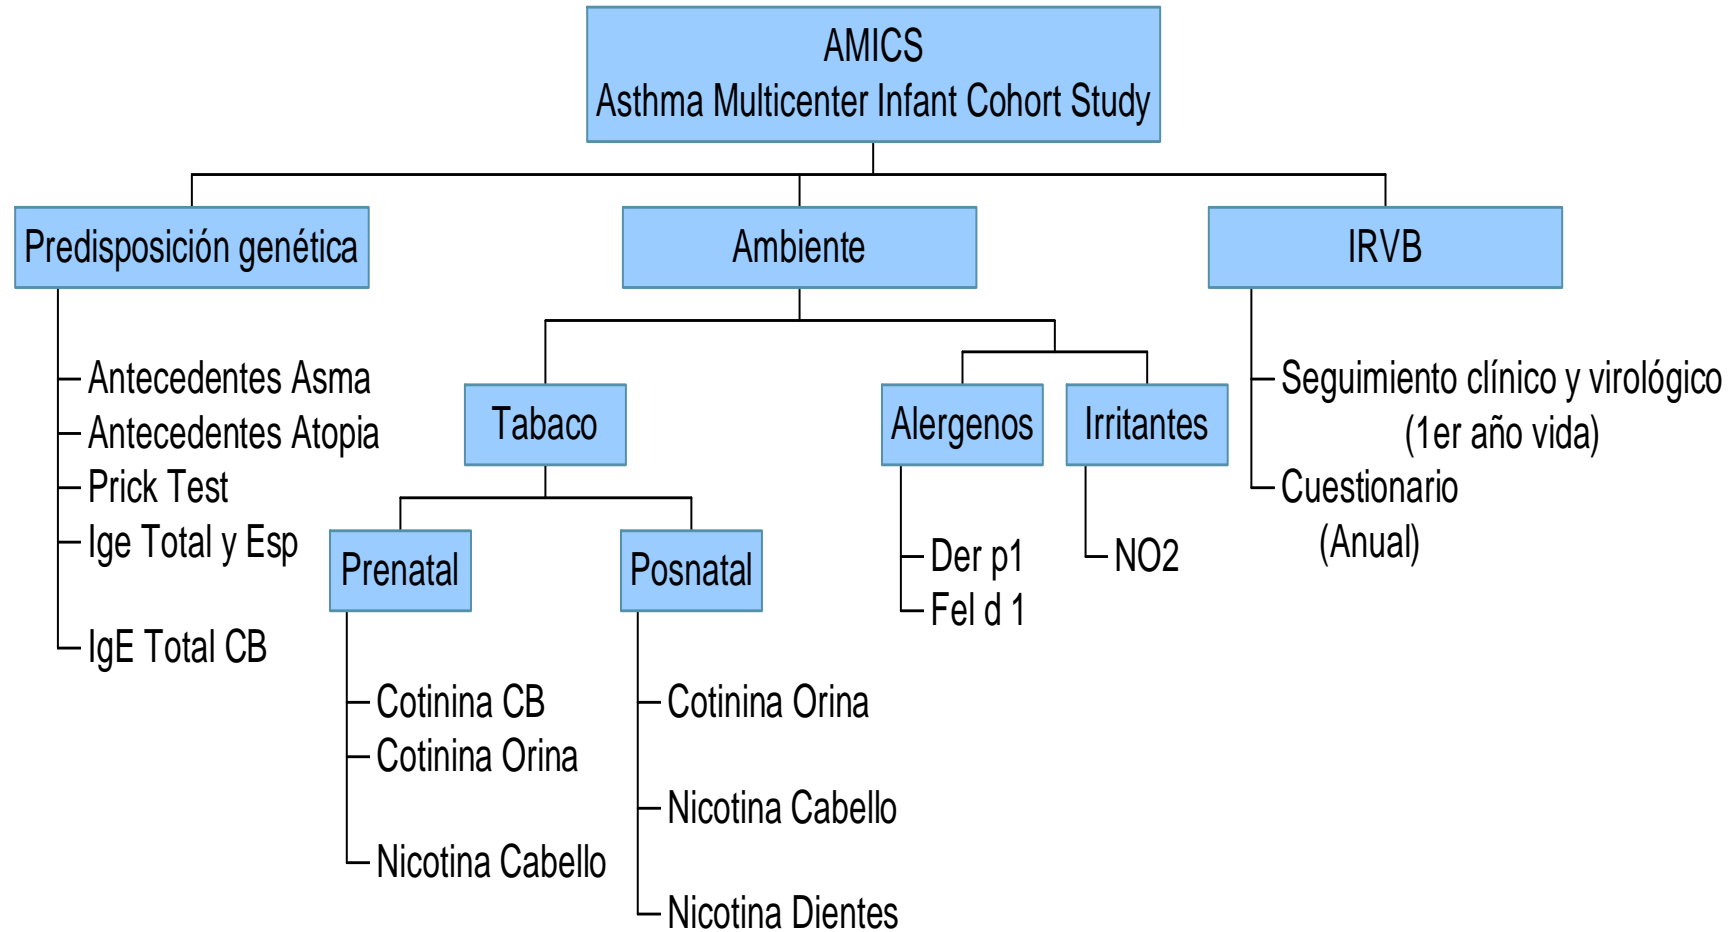 AMICS
Asthma Multicenter Infant Cohort Study
Predisposición genética
Ambiente
IRVB
Antecedentes Asma
Antecedentes Atopia
Prick Test
Ige Total y Esp
IgE Total CB
Tabaco
Alergenos
Irritantes
Seguimiento clínico y virológico
(1er año vida)
Cuestionario
(Anual)
Prenatal
Posnatal
Der p1
Fel d 1
NO2
Cotinina CB
Cotinina Orina
Nicotina Cabello
Cotinina Orina
Nicotina Cabello
Nicotina Dientes